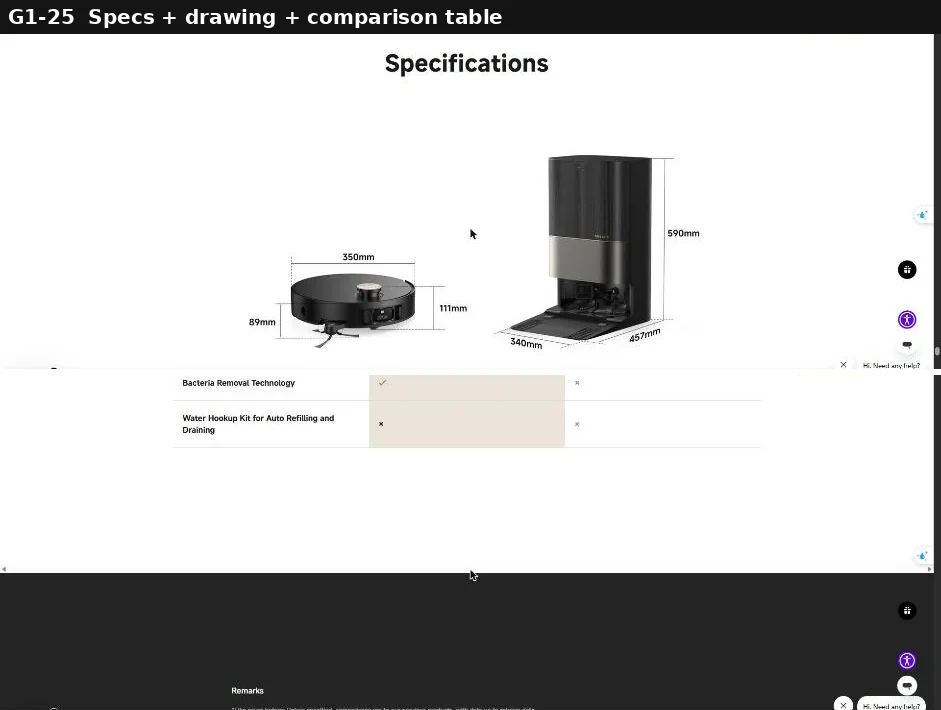 G1-25 Specs + drawing + comparison table
Specifications
590mm
350mm
111mm
89mm
340mm
457mm
Hi. Need any help?
Bacteria Removal Technology ✓ ×
Water Hookup Kit for Auto Refilling and
Draining × ×
Remarks
Hi. Need any help?